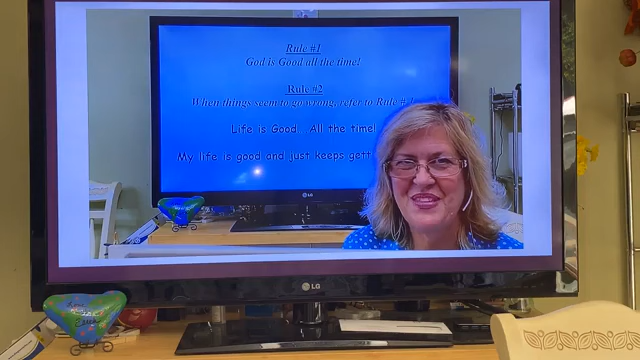 Rule #1
God is Good all the time!
Rule #2
When things seem to go wrong, refer to Rule #
Life is Good. All the time!
My life is good and just keeps gett
LG
LG